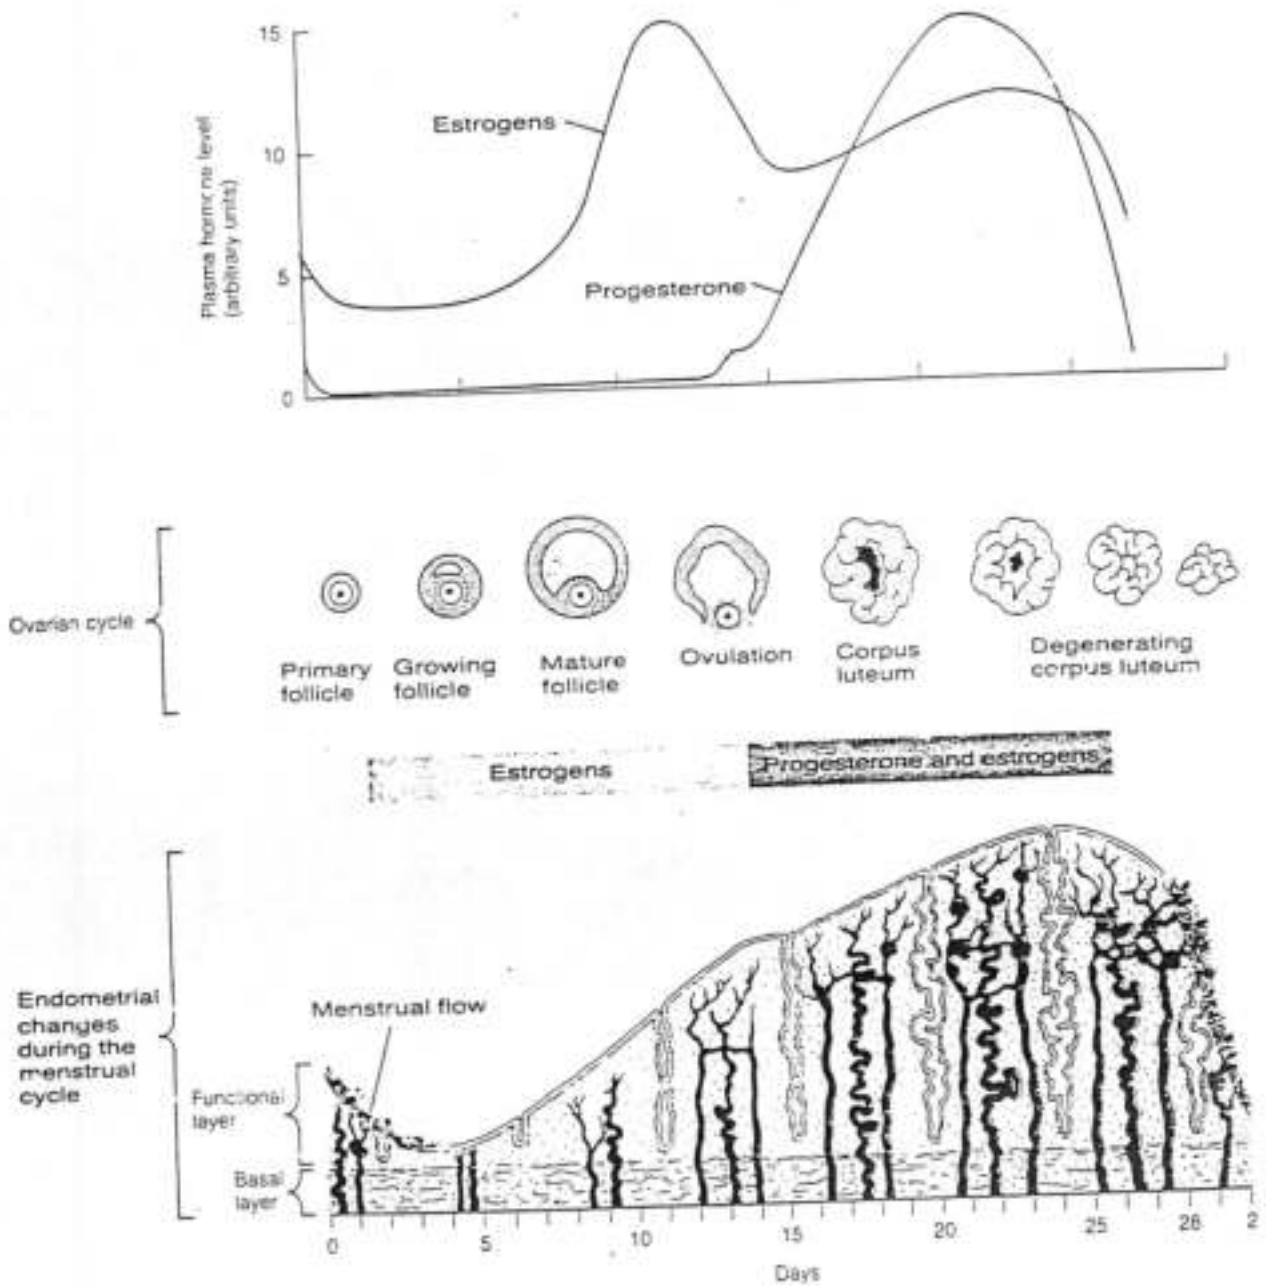 15
10
5
0
Plasma hormone level
(arbitrary units)
Estrogens
Progesterone
Ovarian cycle
Primary
follicle
Growing
follicle
Mature
follicle
Ovulation
Corpus
luteum
Degenerating
corpus luteum
Estrogens
Progesterone and estrogens
Endometrial
changes
during the
menstrual
cycle
Menstrual flow
Functional
layer
Basal
layer
0
5
10
15
20
25
28
2
Days